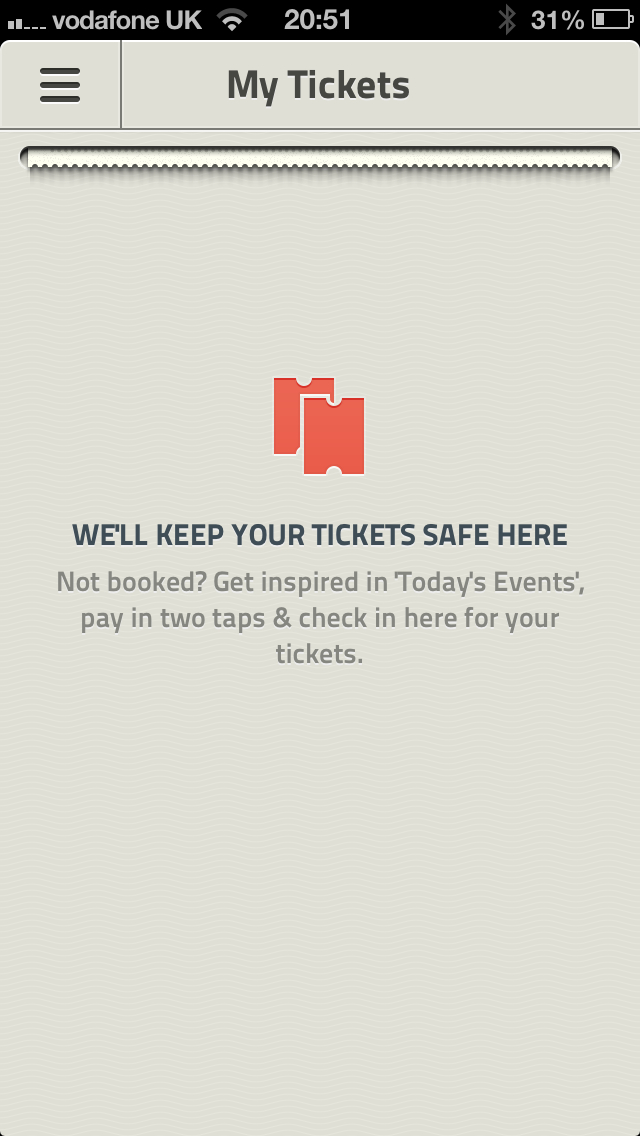 vodafone UK 20:51 31%
My Tickets
WE'LL KEEP YOUR TICKETS SAFE HERE
Not booked? Get inspired in 'Today's Events',
pay in two taps & check in here for your
tickets.